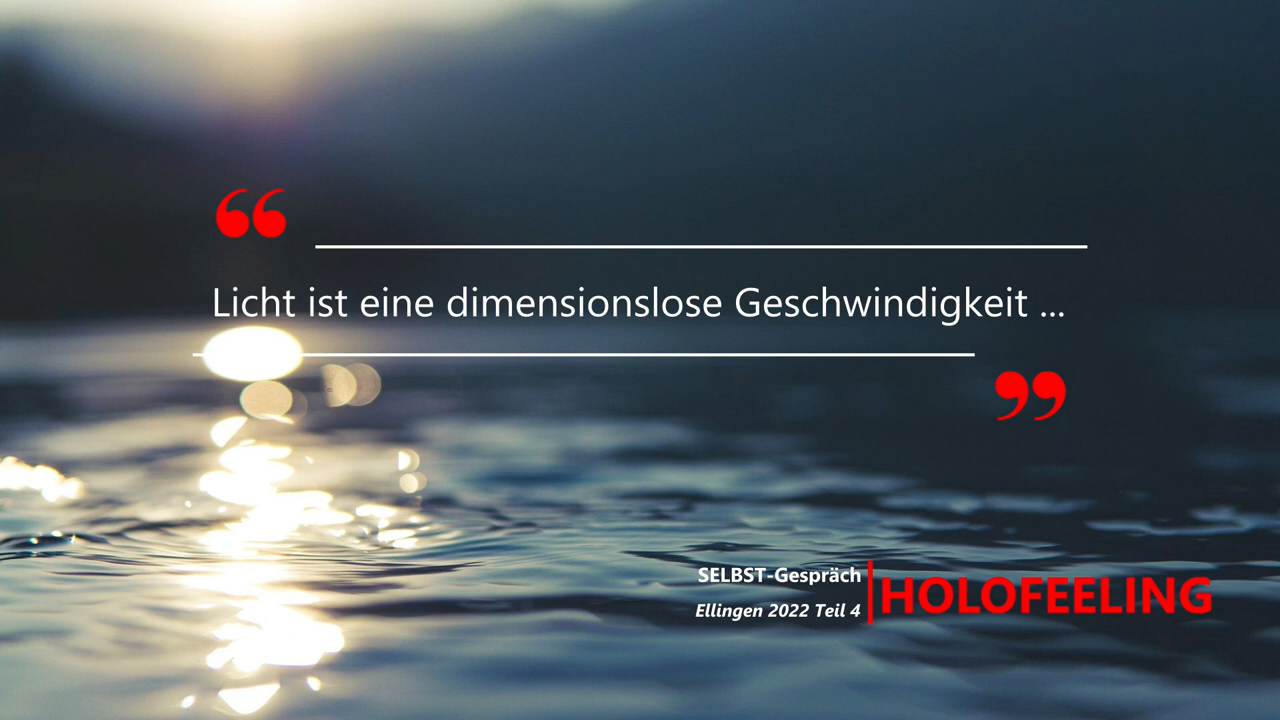 “
Licht ist eine dimensionslose Geschwindigkeit ...
”
SELBST-Gespräch
Ellingen 2022 Teil 4
HOLOFEELING